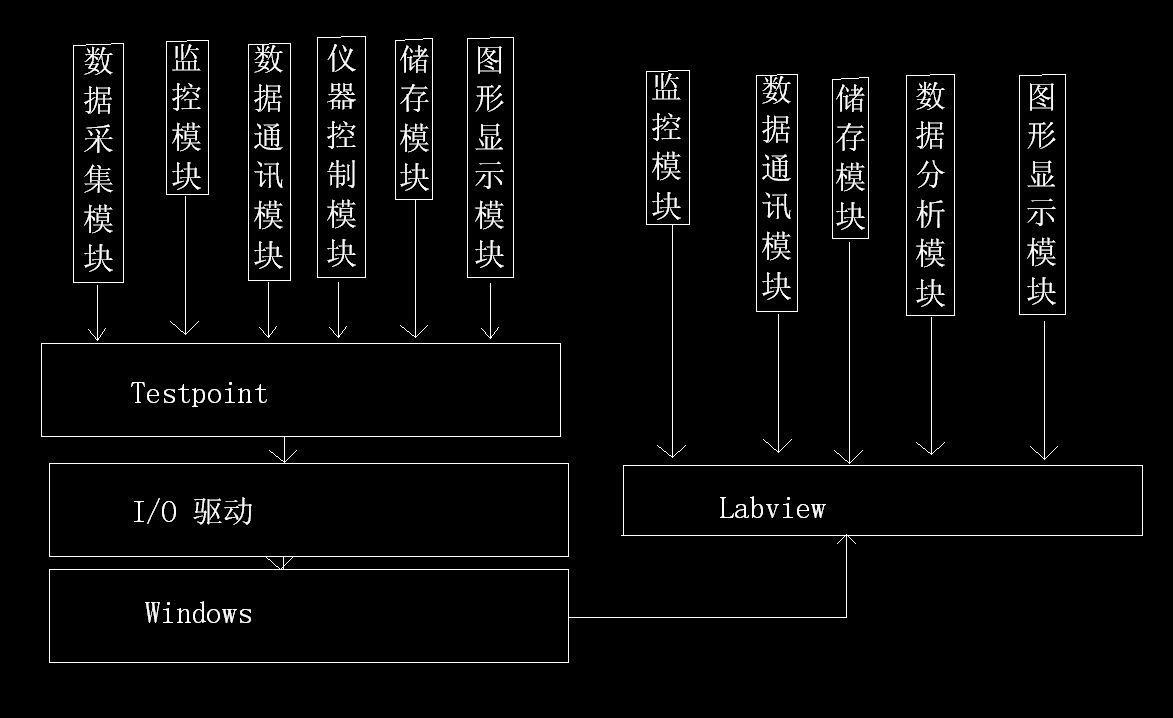 数据采集模块
监控模块
数据通讯模块
仪器控制模块
储存模块
图形显示模块
监控模块
数据通讯模块
储存模块
数据分析模块
图形显示模块
Testpoint
I/O 驱动
Labview
Windows